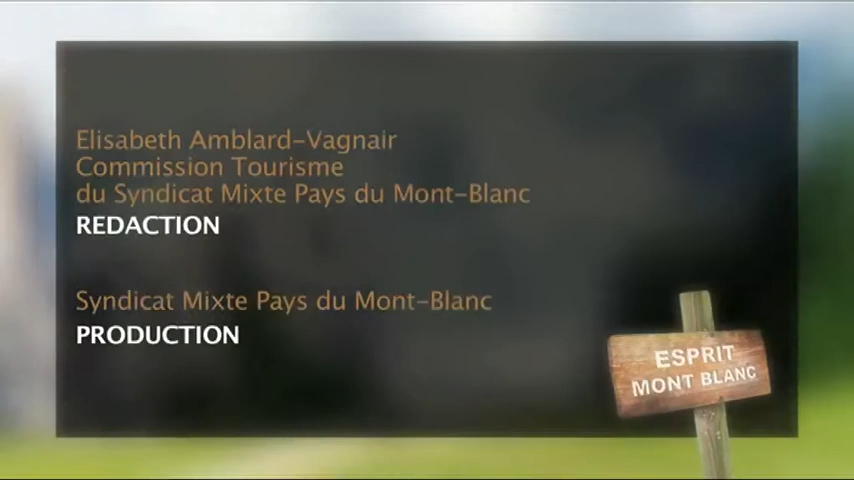 Elisabeth Amblard-Vagnair
Commission Tourisme
du Syndicat Mixte Pays du Mont-Blanc
REDACTION
Syndicat Mixte Pays du Mont-Blanc
PRODUCTION
ESPRIT
MONT BLANC